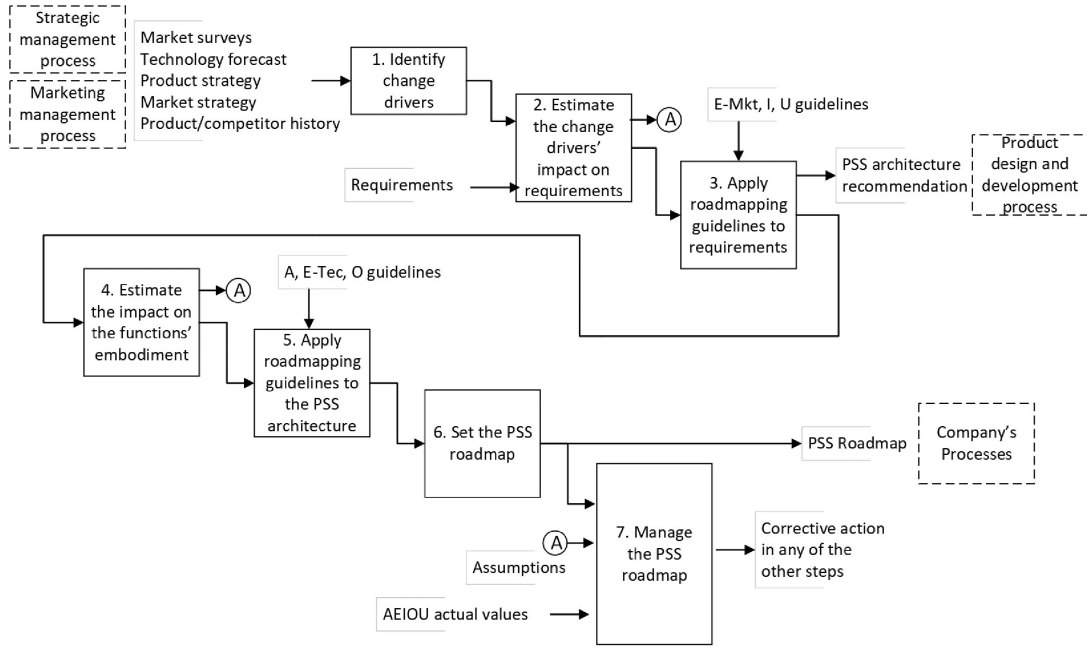 Strategic
management
process
Marketing
management
process
Market surveys
Technology forecast
Product strategy
Market strategy
Product/competitor history
1. Identify
change
drivers
2. Estimate
the change
drivers’
impact on
requirements
A
Requirements
E-Mkt, I, U guidelines
3. Apply
roadmapping
guidelines to
requirements
PSS architecture
recommendation
Product
design and
development
process
4. Estimate
the impact on
the functions’
embodiment
A
A, E-Tec, O guidelines
5. Apply
roadmapping
guidelines to
the PSS
architecture
6. Set the PSS
roadmap
PSS Roadmap
Company’s
Processes
7. Manage
the PSS
roadmap
A
Assumptions
AEIOU actual values
Corrective action
in any of the
other steps